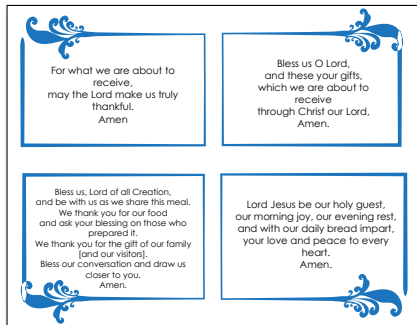 For what we are about to
receive,
may the Lord make us truly
thankful.
Amen
Bless us O Lord,
and these your gifts,
which we are about to
receive
through Christ our Lord,
Amen.
Bless us, Lord of all Creation,
and be with us as we share this meal.
We thank you for our food
and ask your blessing on those who
prepared it.
We thank you for the gift of our family
[and our visitors].
Bless our conversation and draw us
closer to you.
Amen.
Lord Jesus be our holy guest,
our morning joy, our evening rest,
and with our daily bread impart,
your love and peace to every
heart.
Amen.